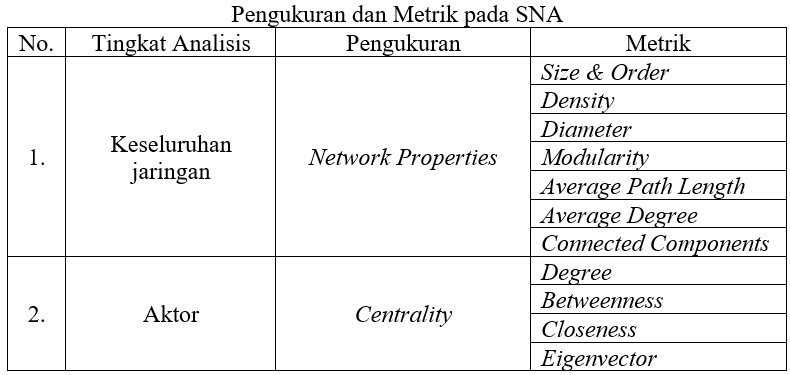 Pengukuran dan Metrik pada SNA
No. Tingkat Analisis Pengukuran Metrik
1. Keseluruhan
jaringan
Network Properties
Size & Order
Density
Diameter
Modularity
Average Path Length
Average Degree
Connected Components
2. Aktor Centrality
Degree
Betweenness
Closeness
Eigenvector